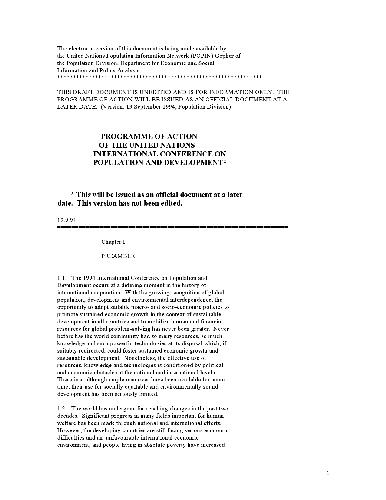 The electronic version of this document is being made available by
the United Nations Population Information Network (POPIN) Gopher of
the Population Division, Department for Economic and Social
Information and Policy Analysis
****************************************************************
THIS DRAFT DOCUMENT IS UNEDITED AND IS FOR INFORMATION ONLY. THE
PROGRAMME OF ACTION WILL BE ISSUED AS AN OFFICIAL DOCUMENT AT A
LATER DATE. (Version: 19 September 1994, Population Division)
PROGRAMME OF ACTION
OF THE UNITED NATIONS
INTERNATIONAL CONFERENCE ON
POPULATION AND DEVELOPMENT*
* This will be issued as an official document at a later
date. This version has not been edited.
Chapter I
PREAMBLE
1.1 The 1994 International Conference on Population and
Development occurs at a defining moment in the history of
international cooperation. With the growing recognition of global
population, development and environmental interdependence, the
opportunity to adopt suitable macro- and socio-economic policies to
promote sustained economic growth in the context of sustainable
development in all countries and to mobilize human and financial
resources for global problem-solving has never been greater. Never
before has the world community had so many resources, so much
knowledge and such powerful technologies at its disposal which, if
suitably redirected, could foster sustained economic growth and
sustainable development. None the less, the effective use of
resources, knowledge and technologies is conditioned by political
and economic obstacles at the national and international levels.
Therefore, although ample resources have been available for some
time, their use for socially equitable and environmentally sound
development has been seriously limited.
1.2 The world has undergone far-reaching changes in the past two
decades. Significant progress in many fields important for human
welfare has been made through national and international efforts.
However, the developing countries are still facing serious economic
difficulties and an unfavourable international economic
environment, and people living in absolute poverty have increased